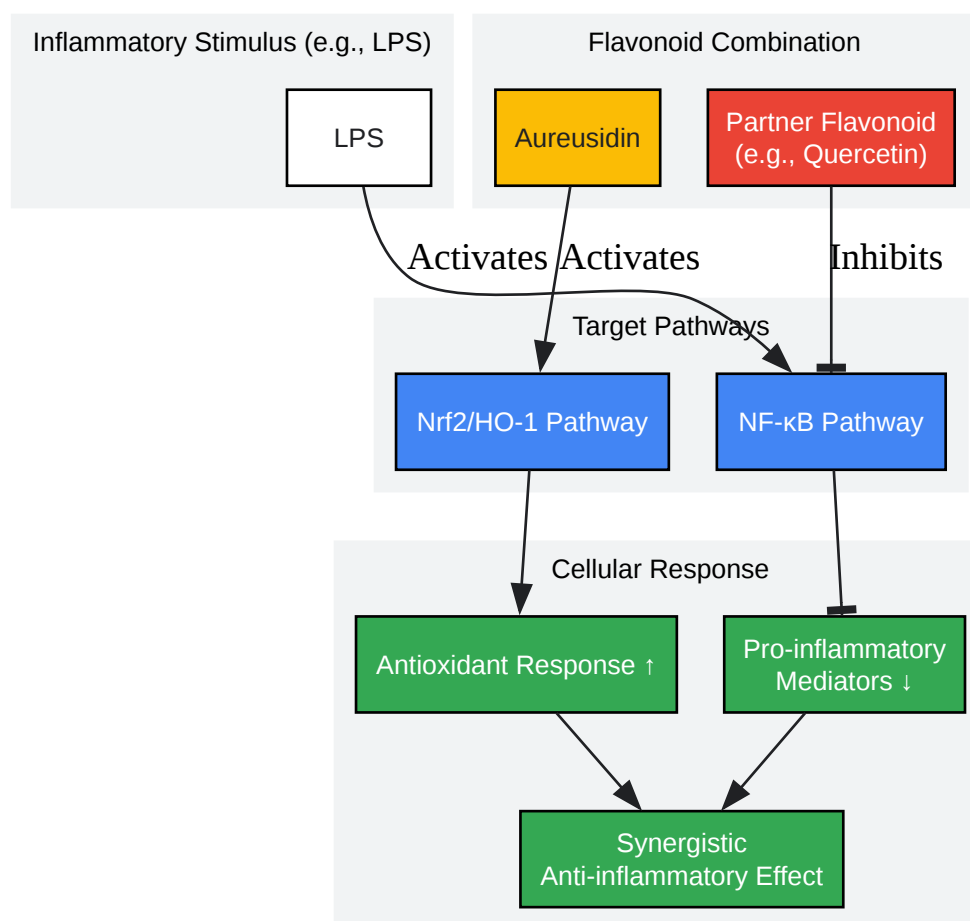 Inflammatory Stimulus (e.g., LPS)
Flavonoid Combination
LPS
Aureusidin
Partner Flavonoid
(e.g., Quercetin)
Activates
Activates
Inhibits
Target Pathways
Nrf2/HO-1 Pathway
NF-κB Pathway
Cellular Response
Antioxidant Response ↑
Pro-inflammatory
Mediators ↓
Synergistic
Anti-inflammatory Effect